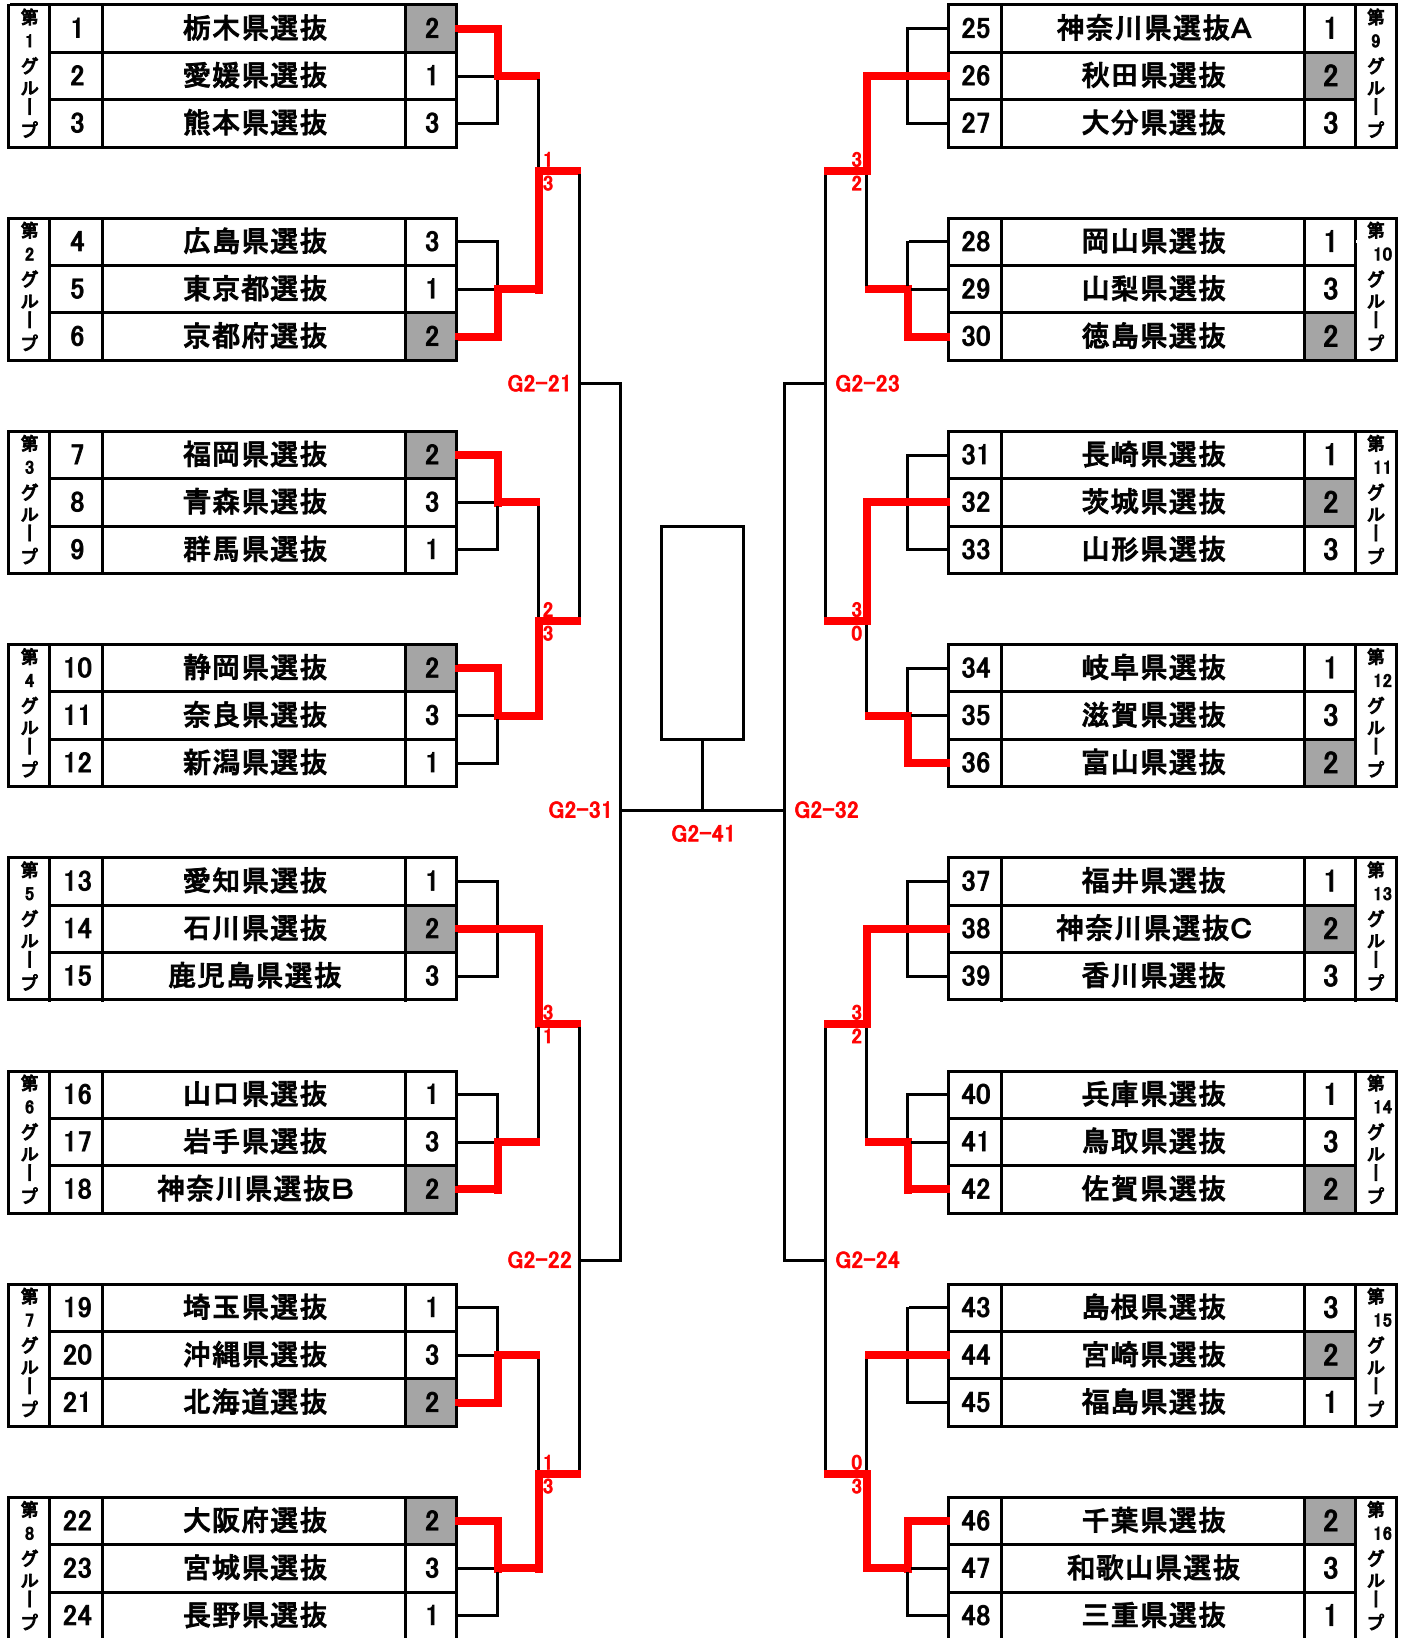 第1グループ
1 栃木県選抜 2
2 愛媛県選抜 1
3 熊本県選抜 3
1
3
第2グループ
4 広島県選抜 3
5 東京都選抜 1
6 京都府選抜 2
G2-21
第3グループ
7 福岡県選抜 2
8 青森県選抜 3
9 群馬県選抜 1
2
3
第4グループ
10 静岡県選抜 2
11 奈良県選抜 3
12 新潟県選抜 1
G2-31
第5グループ
13 愛知県選抜 1
14 石川県選抜 2
15 鹿児島県選抜 3
3
1
第6グループ
16 山口県選抜 1
17 岩手県選抜 3
18 神奈川県選抜B 2
G2-22
第7グループ
19 埼玉県選抜 1
20 沖縄県選抜 3
21 北海道選抜 2
1
3
第8グループ
22 大阪府選抜 2
23 宮城県選抜 3
24 長野県選抜 1
G2-41
25 神奈川県選抜A 1
26 秋田県選抜 2
27 大分県選抜 3
第9グループ
3
2
28 岡山県選抜 1
29 山梨県選抜 3
30 徳島県選抜 2
第10グループ
G2-23
31 長崎県選抜 1
32 茨城県選抜 2
33 山形県選抜 3
第11グループ
3
0
34 岐阜県選抜 1
35 滋賀県選抜 3
36 富山県選抜 2
第12グループ
G2-32
37 福井県選抜 1
38 神奈川県選抜C 2
39 香川県選抜 3
第13グループ
3
2
40 兵庫県選抜 1
41 鳥取県選抜 3
42 佐賀県選抜 2
第14グループ
G2-24
43 島根県選抜 3
44 宮崎県選抜 2
45 福島県選抜 1
第15グループ
0
3
46 千葉県選抜 2
47 和歌山県選抜 3
48 三重県選抜 1
第16グループ